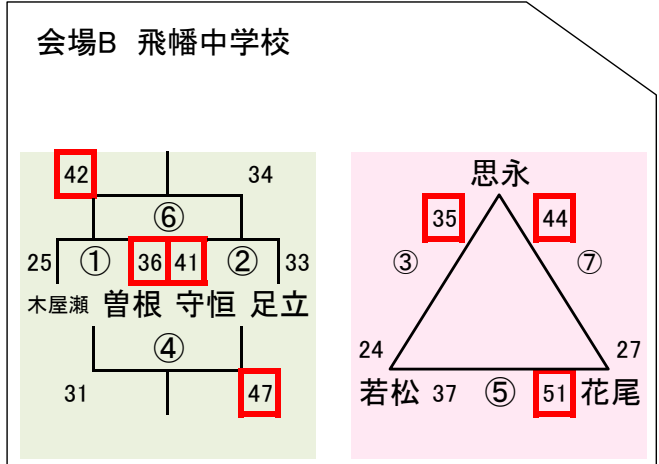 会場B 飛幡中学校
42 34
⑥
25 ① 36 41 ② 33
木屋瀬 曽根 守恒 足立
④
31 47
思永
35 44
③ ⑦
24 27
若松 37 ⑤ 51 花尾